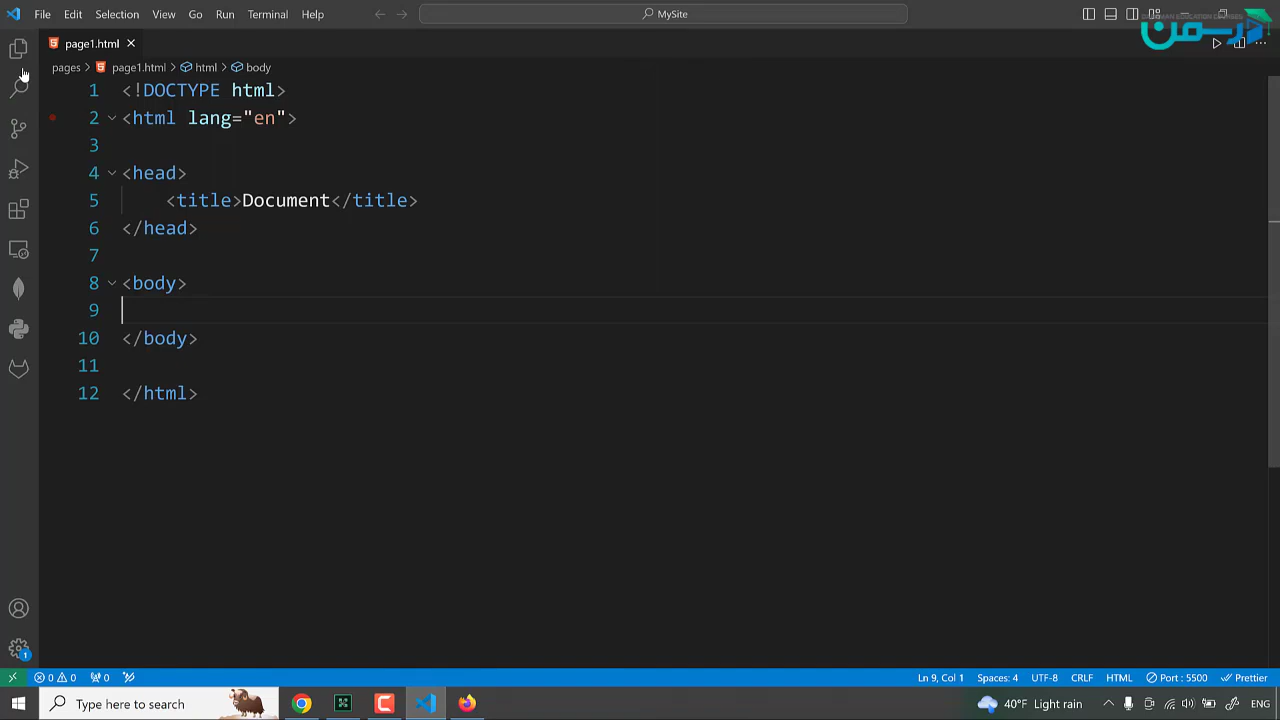 File Edit Selection View Go Run Terminal Help
MySite
درسمن
page1.html
pages > page1.html > html > body
1 <!DOCTYPE html>
2 <html lang="en">
3
4 <head>
5 <title>Document</title>
6 </head>
7
8 <body>
9
10 </body>
11
12 </html>
1
0 0 0
Ln 9, Col 1 Spaces: 4 UTF-8 CRLF HTML Port : 5500 Prettier
Type here to search
40°F Light rain
ENG